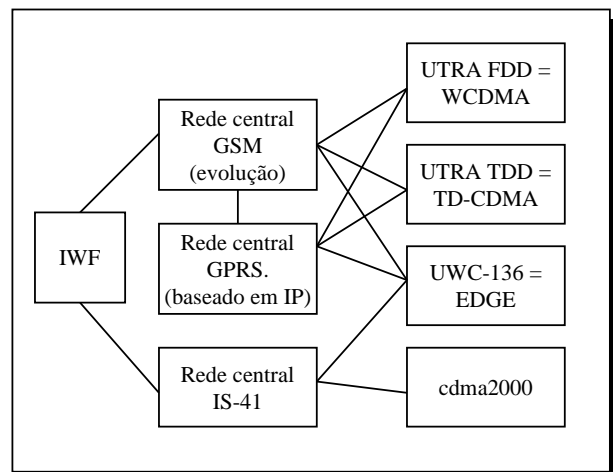 IWF
Rede central
GSM
(evolução)
Rede central
GPRS.
(baseado em IP)
Rede central
IS-41
UTRA FDD =
WCDMA
UTRA TDD =
TD-CDMA
UWC-136 =
EDGE
cdma2000